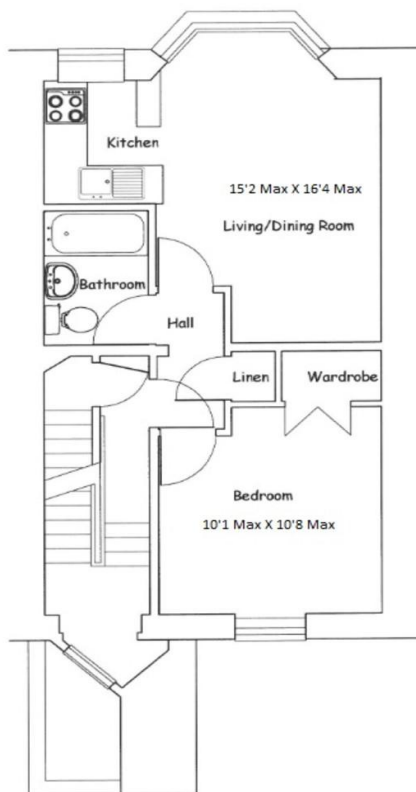 Kitchen
15'2 Max X 16'4 Max
Living/Dining Room
Bathroom
Hall
Linen
Wardrobe
Bedroom
10'1 Max X 10'8 Max